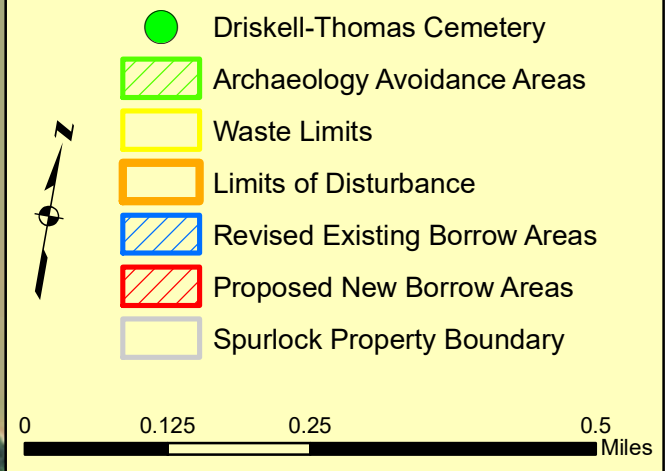 Driskell-Thomas Cemetery
Archaeology Avoidance Areas
Waste Limits
N
Limits of Disturbance
Revised Existing Borrow Areas
Proposed New Borrow Areas
Spurlock Property Boundary
0 0.125 0.25 0.5
Miles